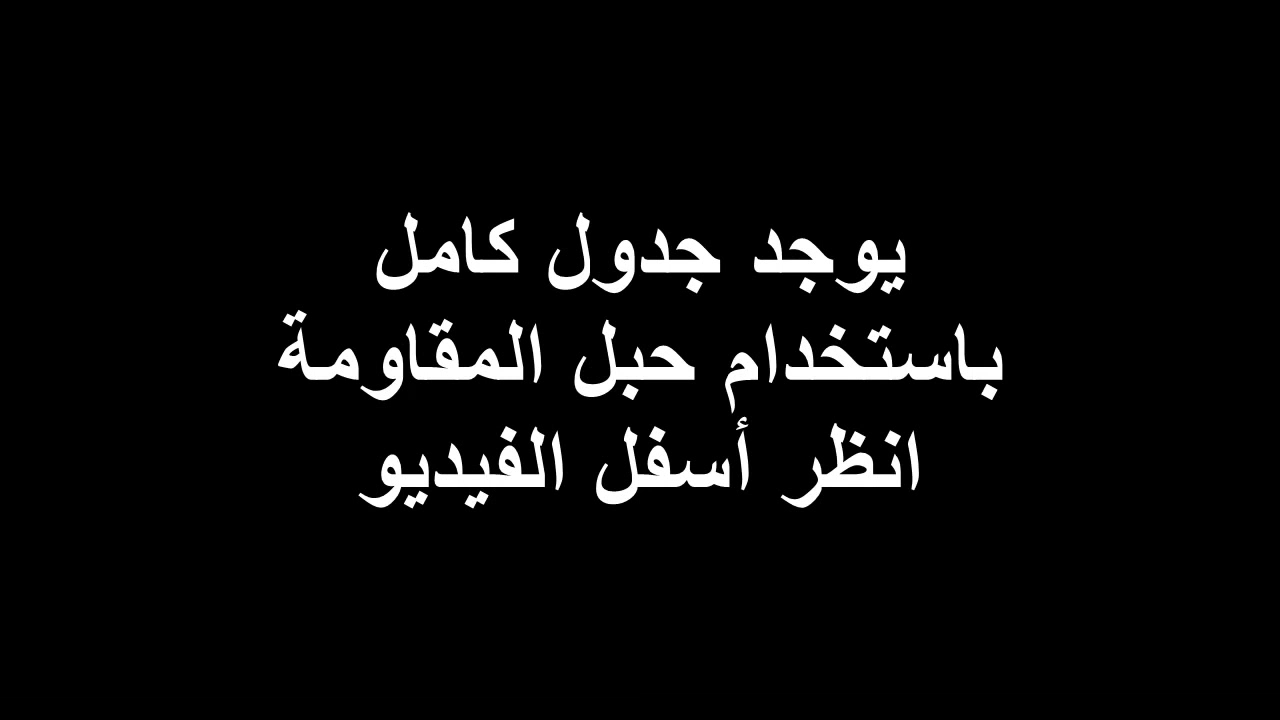 يوجد جدول كامل
باستخدام حبل المقاومة
انظر أسفل الفيديو